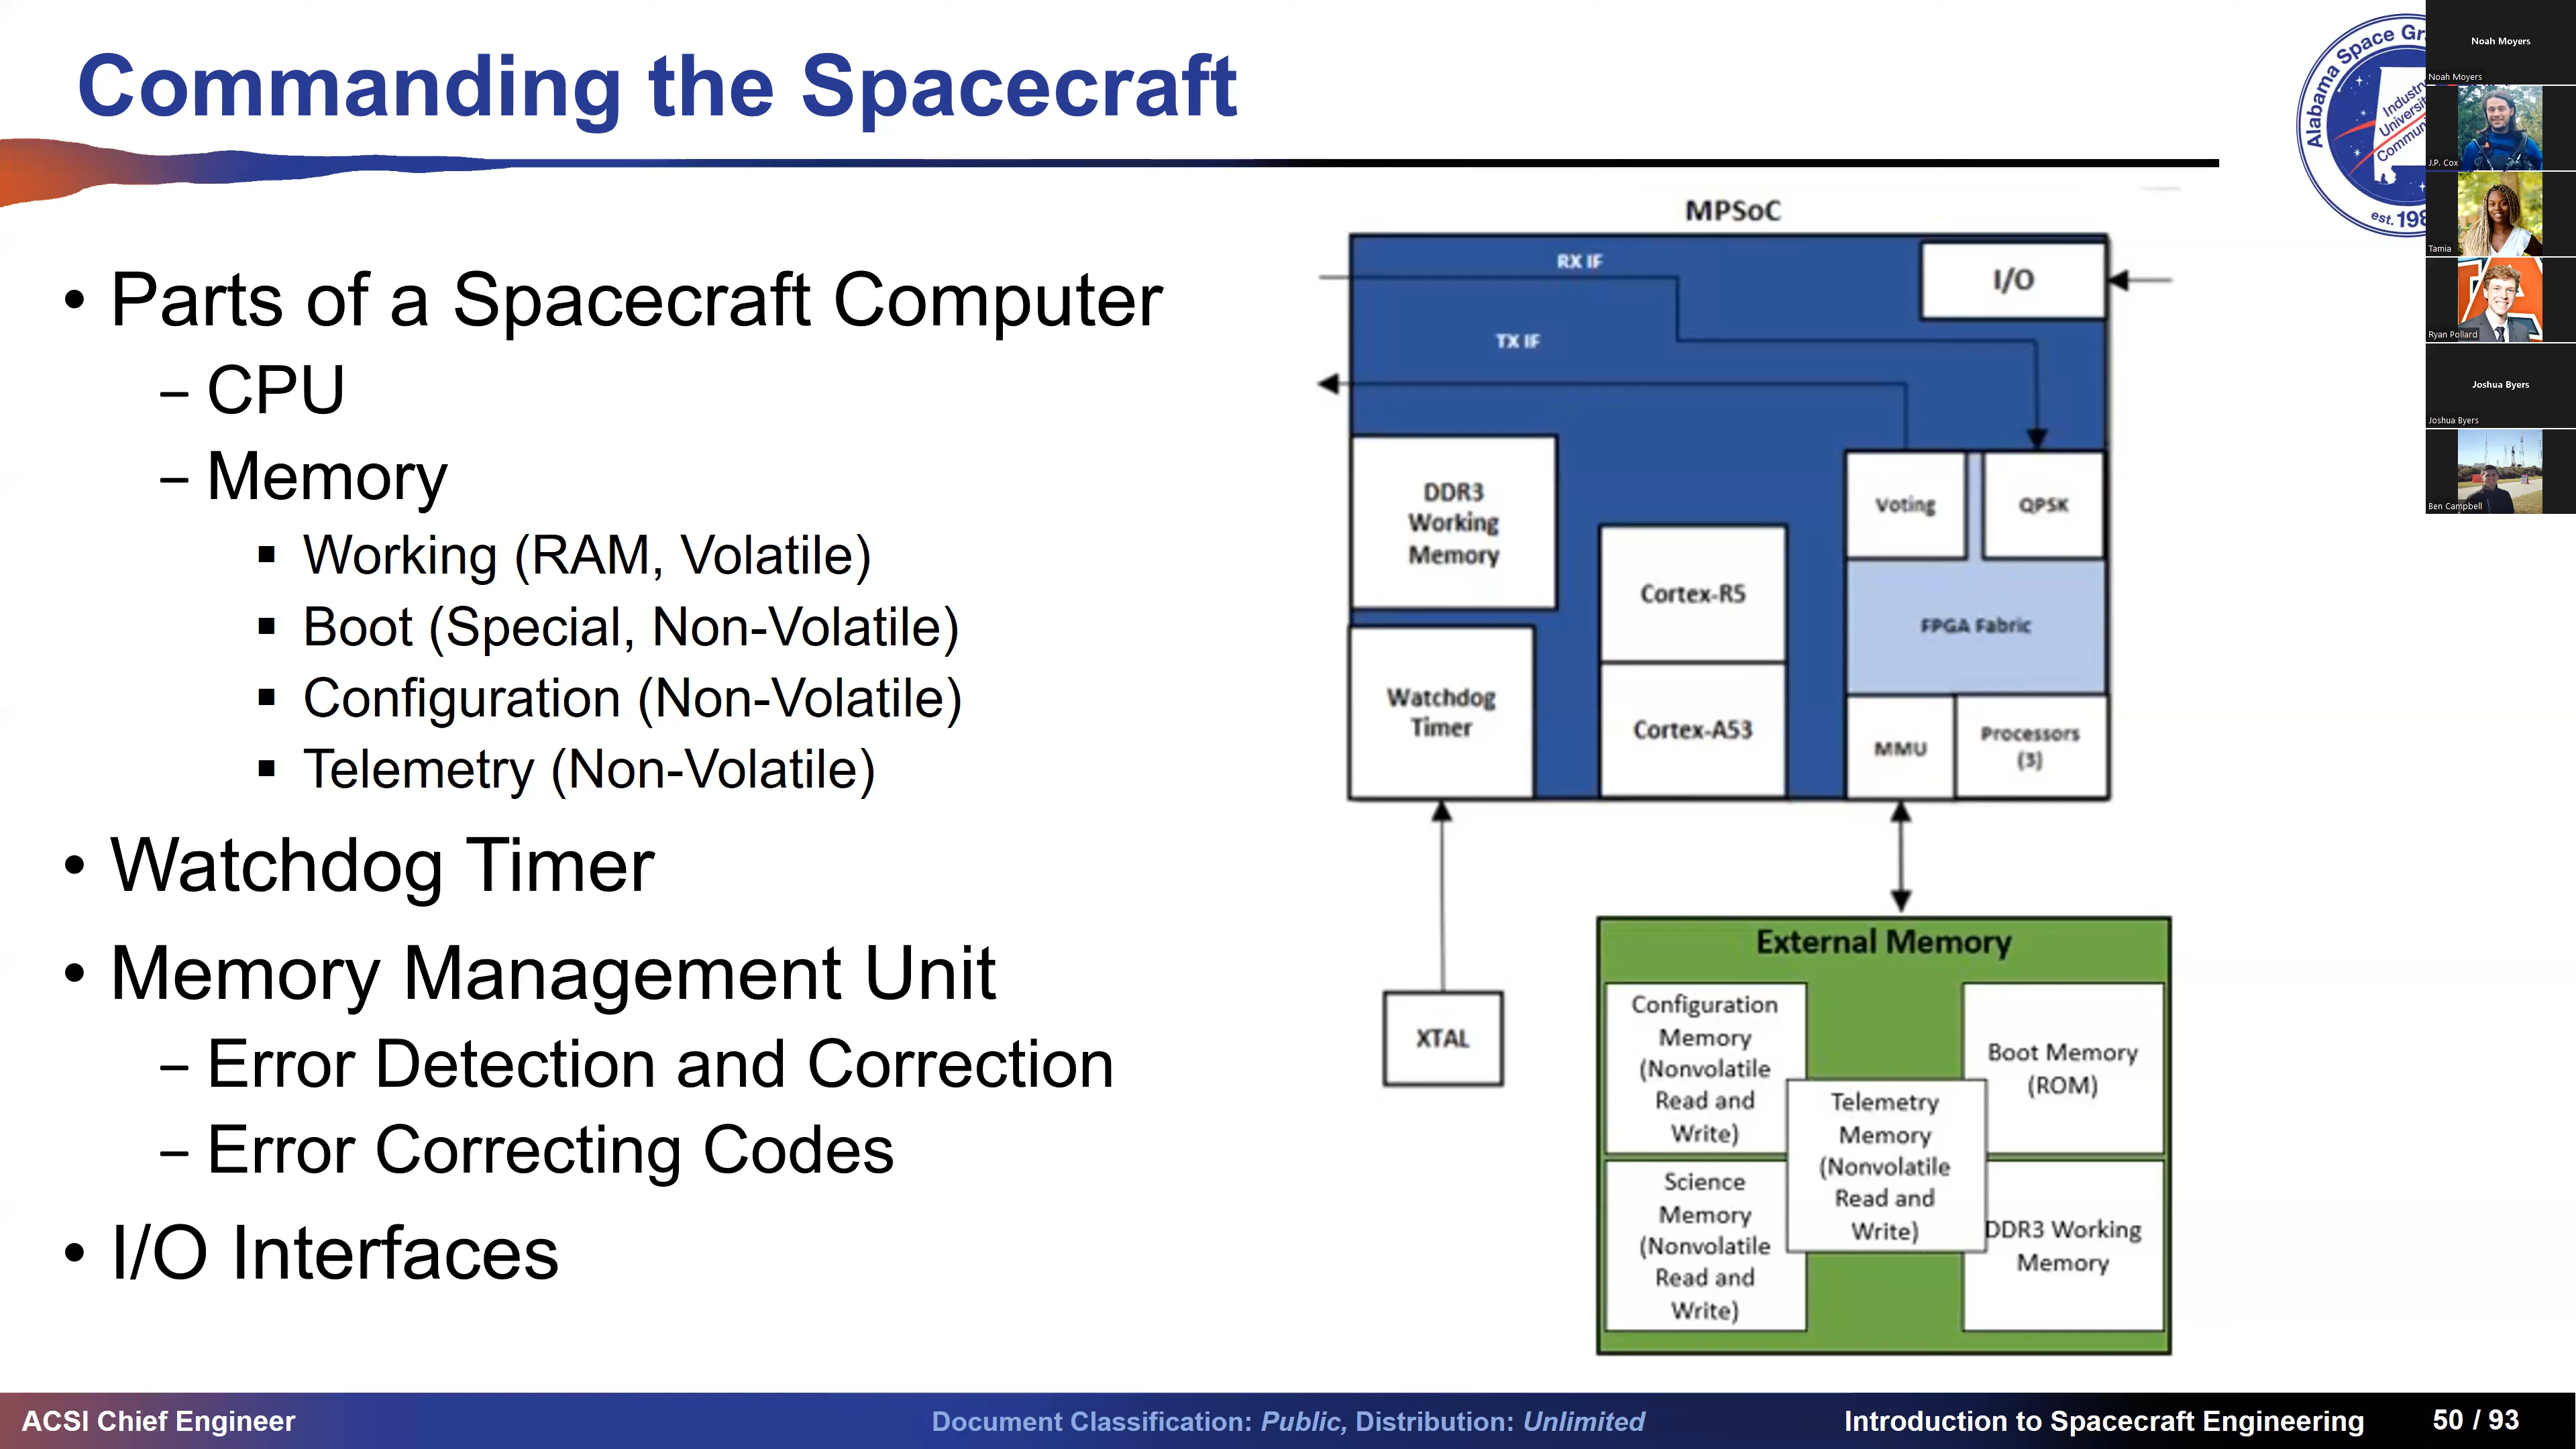 Commanding the Spacecraft
• Parts of a Spacecraft Computer
– CPU
– Memory
▪ Working (RAM, Volatile)
▪ Boot (Special, Non-Volatile)
▪ Configuration (Non-Volatile)
▪ Telemetry (Non-Volatile)
• Watchdog Timer
• Memory Management Unit
– Error Detection and Correction
– Error Correcting Codes
• I/O Interfaces
MPSoC
RX IF
I/O
TX IF
DDR3
Working
Memory
Voting
QPSK
Cortex-R5
FPGA Fabric
Watchdog
Timer
Cortex-A53
MMU
Processors
(3)
XTAL
External Memory
Configuration
Memory
(Nonvolatile
Read and
Write)
Boot Memory
(ROM)
Telemetry
Memory
(Nonvolatile
Read and
Write)
Science
Memory
(Nonvolatile
Read and
Write)
DDR3 Working
Memory
Alabama Space Gr
est. 198
Noah Moyers
Noah Moyers
J.P. Cox
Tamia
Ryan Pollard
Joshua Byers
Joshua Byers
Ben Campbell
ACSI Chief Engineer
Document Classification: Public, Distribution: Unlimited
Introduction to Spacecraft Engineering
50 / 93